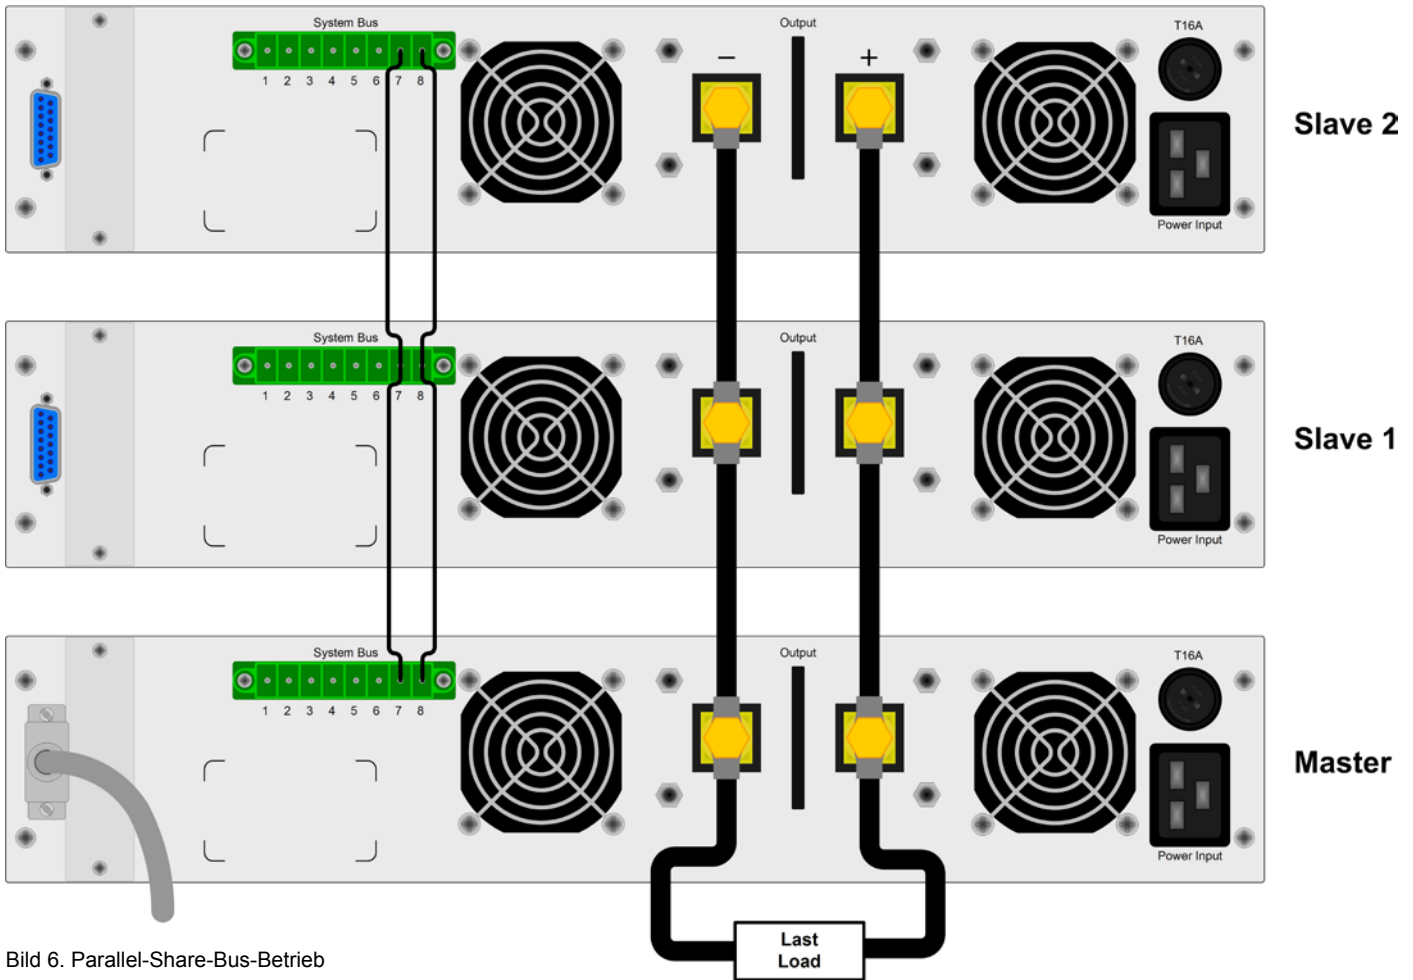 System Bus
Output
T16A
− +
1 2 3 4 5 6 7 8
Slave 2
Power Input
System Bus
Output
T16A
1 2 3 4 5 6 7 8
Slave 1
Power Input
System Bus
Output
T16A
1 2 3 4 5 6 7 8
Master
Power Input
Last
Load
Bild 6. Parallel-Share-Bus-Betrieb